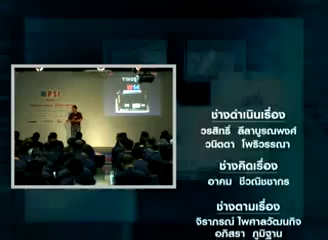 PSI
ช่างดำเนินเรื่อง
วรสิทธิ์ ลีลาบูรณพงศ์
วนิดดา โพธิวรรณา
ช่างคิดเรื่อง
อาคม ชีวณิชชากร
ช่างตามเรื่อง
จิราภรณ์ ไพศาลวัฒนกิจ
อภิสรา ภูมิฐาน